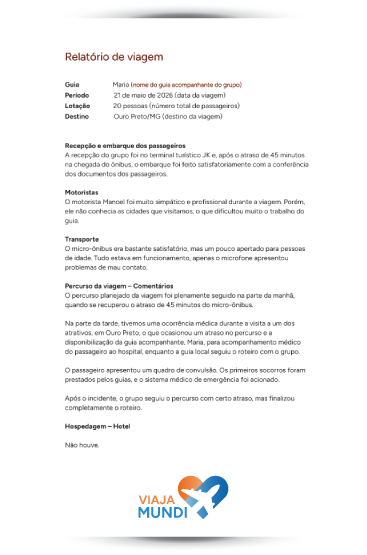 Relatório de viagem
Guia Maria (nome do guia acompanhante do grupo)
Período 21 de maio de 2026 (data da viagem)
Lotação 20 pessoas (número total de passageiros)
Destino Ouro Preto/MG (destino da viagem)
Recepção e embarque dos passageiros
A recepção do grupo foi no terminal turístico JK e, após o atraso de 45 minutos
na chegada do ônibus, o embarque foi feito satisfatoriamente com a conferência
dos documentos dos passageiros.
Motoristas
O motorista Manoel foi muito simpático e profissional durante a viagem. Porém,
ele não conhecia as cidades que visitamos, o que dificultou muito o trabalho do
guia.
Transporte
O micro-ônibus era bastante satisfatório, mas um pouco apertado para pessoas
de idade. Tudo estava em funcionamento, apenas o microfone apresentou
problemas de mau contato.
Percurso da viagem – Comentários
O percurso planejado da viagem foi plenamente seguido na parte da manhã,
quando se recuperou o atraso de 45 minutos do micro-ônibus.
Na parte da tarde, tivemos uma ocorrência médica durante a visita a um dos
atrativos, em Ouro Preto, o que ocasionou um atraso no percurso e a
disponibilização da guia acompanhante, Maria, para acompanhamento médico
do passageiro ao hospital, enquanto a guia local seguiu o roteiro com o grupo.
O passageiro apresentou um quadro de convulsão. Os primeiros socorros foram
prestados pelos guias, e o sistema médico de emergência foi acionado.
Após o incidente, o grupo seguiu o percurso com certo atraso, mas finalizou
completamente o roteiro.
Hospedagem – Hotel
Não houve.
VIAJA
MUNDI